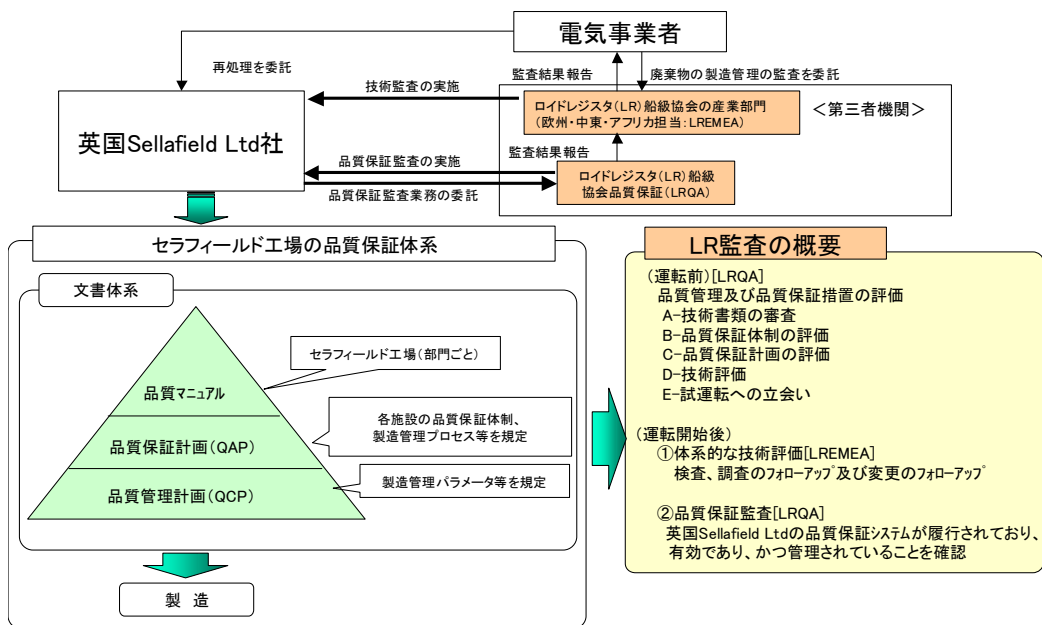 電気事業者
再処理を委託
監査結果報告
廃棄物の製造管理の監査を委託
技術監査の実施
ロイドレジスタ(LR)船級協会の産業部門
(欧州・中東・アフリカ担当:LREMEA)
＜第三者機関＞
英国Sellafield Ltd社
監査結果報告
品質保証監査の実施
ロイドレジスタ(LR)船級
協会品質保証(LRQA)
品質保証監査業務の委託
セラフィールド工場の品質保証体系
文書体系
セラフィールド工場(部門ごと)
品質マニュアル
各施設の品質保証体制、
製造管理プロセス等を規定
品質保証計画(QAP)
製造管理パラメータ等を規定
品質管理計画(QCP)
製 造
LR監査の概要
(運転前)[LRQA]
品質管理及び品質保証措置の評価
A-技術書類の審査
B-品質保証体制の評価
C-品質保証計画の評価
D-技術評価
E-試運転への立会い
(運転開始後)
①体系的な技術評価[LREMEA]
検査、調査のﾌｫﾛｰｱｯﾌﾟ及び変更のﾌｫﾛｰｱｯﾌﾟ
②品質保証監査[LRQA]
英国Sellafield Ltdの品質保証ｼｽﾃﾑが履行されており、
有効であり、かつ管理されていることを確認